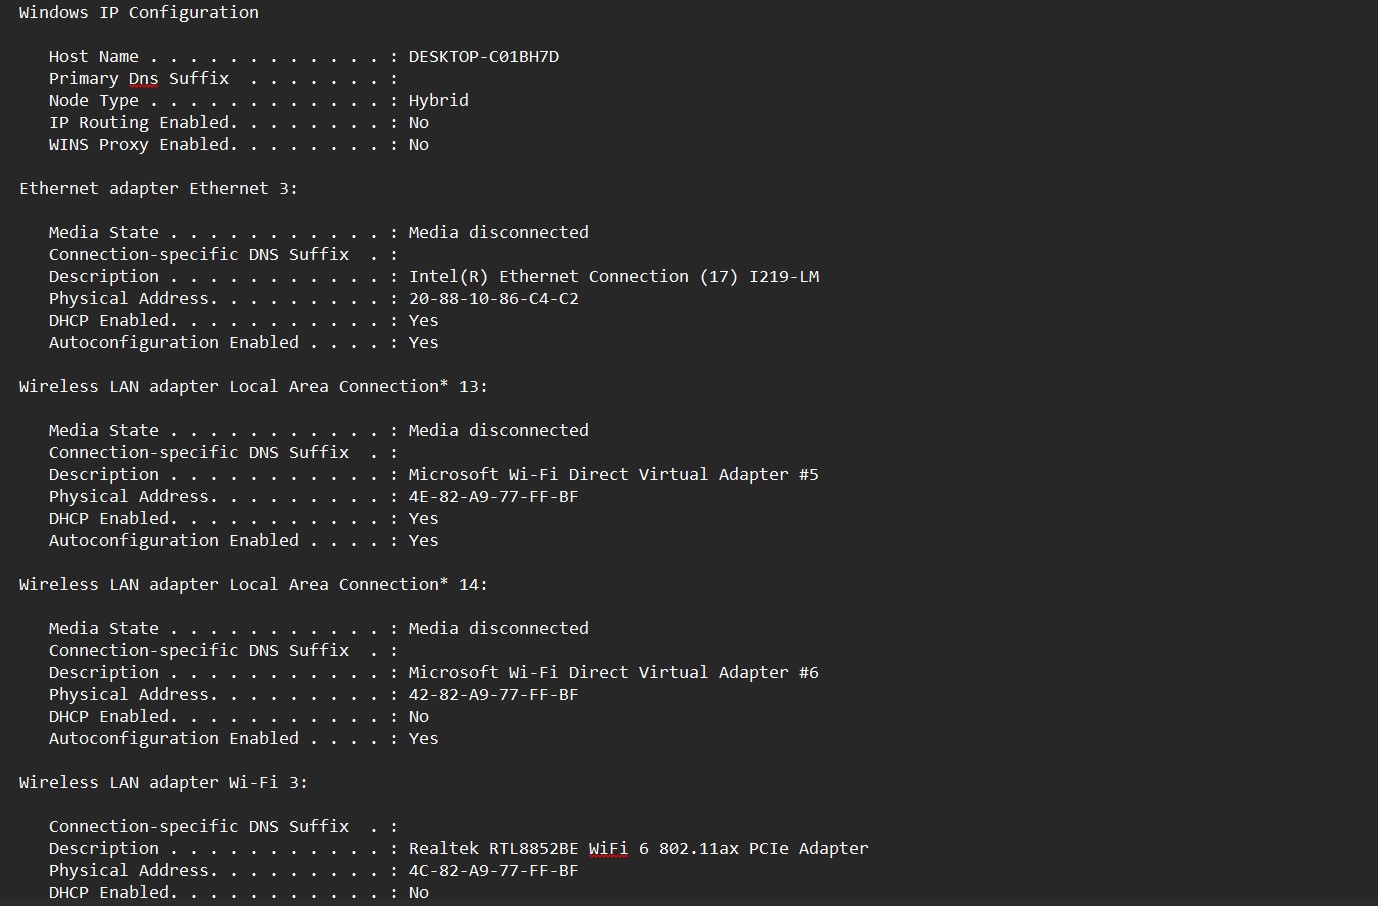 Windows IP Configuration
Host Name . . . . . . . . . . . . : DESKTOP-C01BH7D
Primary Dns Suffix  . . . . . . . :
Node Type . . . . . . . . . . . . : Hybrid
IP Routing Enabled. . . . . . . . : No
WINS Proxy Enabled. . . . . . . . : No
Ethernet adapter Ethernet 3:
Media State . . . . . . . . . . . : Media disconnected
Connection-specific DNS Suffix  . :
Description . . . . . . . . . . . : Intel(R) Ethernet Connection (17) I219-LM
Physical Address. . . . . . . . . : 20-88-10-86-C4-C2
DHCP Enabled. . . . . . . . . . . : Yes
Autoconfiguration Enabled . . . . : Yes
Wireless LAN adapter Local Area Connection* 13:
Media State . . . . . . . . . . . : Media disconnected
Connection-specific DNS Suffix  . :
Description . . . . . . . . . . . : Microsoft Wi-Fi Direct Virtual Adapter #5
Physical Address. . . . . . . . . : 4E-82-A9-77-FF-BF
DHCP Enabled. . . . . . . . . . . : Yes
Autoconfiguration Enabled . . . . : Yes
Wireless LAN adapter Local Area Connection* 14:
Media State . . . . . . . . . . . : Media disconnected
Connection-specific DNS Suffix  . :
Description . . . . . . . . . . . : Microsoft Wi-Fi Direct Virtual Adapter #6
Physical Address. . . . . . . . . : 42-82-A9-77-FF-BF
DHCP Enabled. . . . . . . . . . . : No
Autoconfiguration Enabled . . . . : Yes
Wireless LAN adapter Wi-Fi 3:
Connection-specific DNS Suffix  . :
Description . . . . . . . . . . . : Realtek RTL8852BE WiFi 6 802.11ax PCIe Adapter
Physical Address. . . . . . . . . : 4C-82-A9-77-FF-BF
DHCP Enabled. . . . . . . . . . . : No